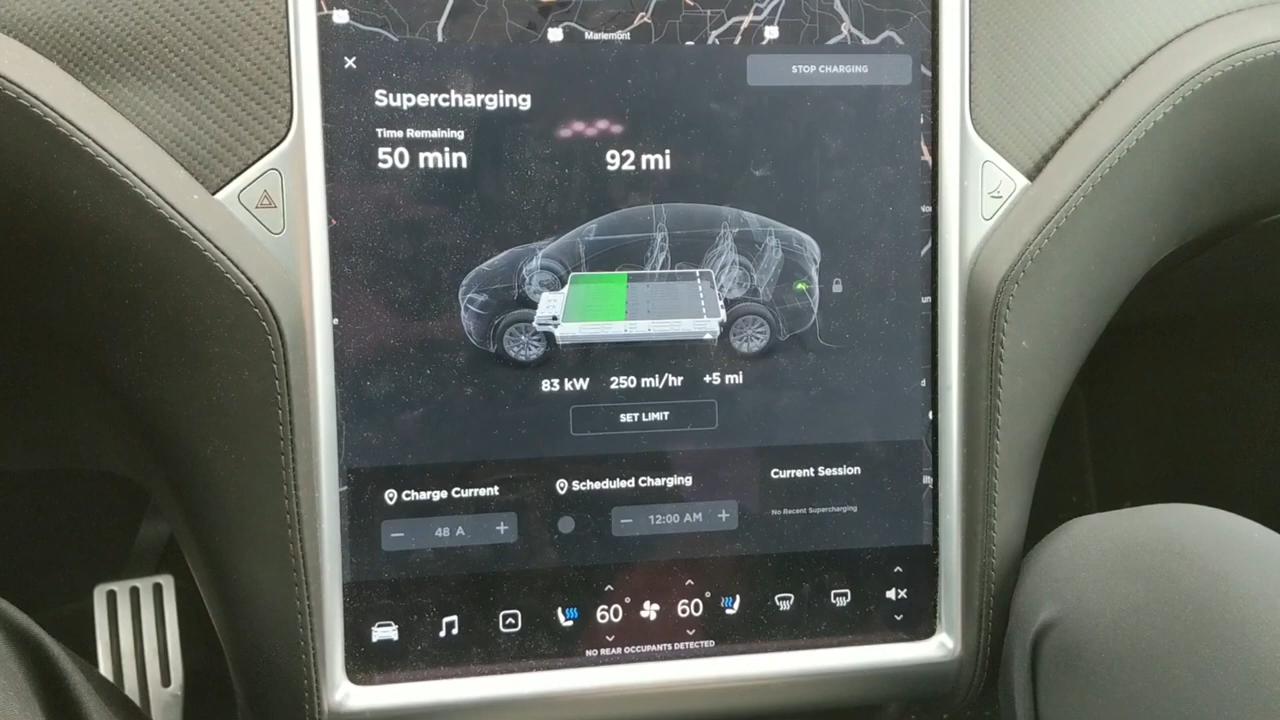 Mariemont
STOP CHARGING
Supercharging
Time Remaining
50 min
92 mi
83 kW 250 mi/hr +5 mi
SET LIMIT
Charge Current
Scheduled Charging
Current Session
− 48 A +
− 12:00 AM +
No Recent Supercharging
60°
60°
NO REAR OCCUPANTS DETECTED